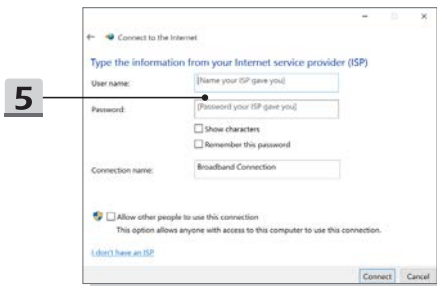 Connect to the Internet
Type the information from your Internet service provider (ISP)
User name:
[Name your ISP gave you]
5
Password:
[Password your ISP gave you]
Show characters
Remember this password
Connection name:
Broadband Connection
Allow other people to use this connection
This option allows anyone with access to this computer to use this connection.
I don't have an ISP
Connect
Cancel